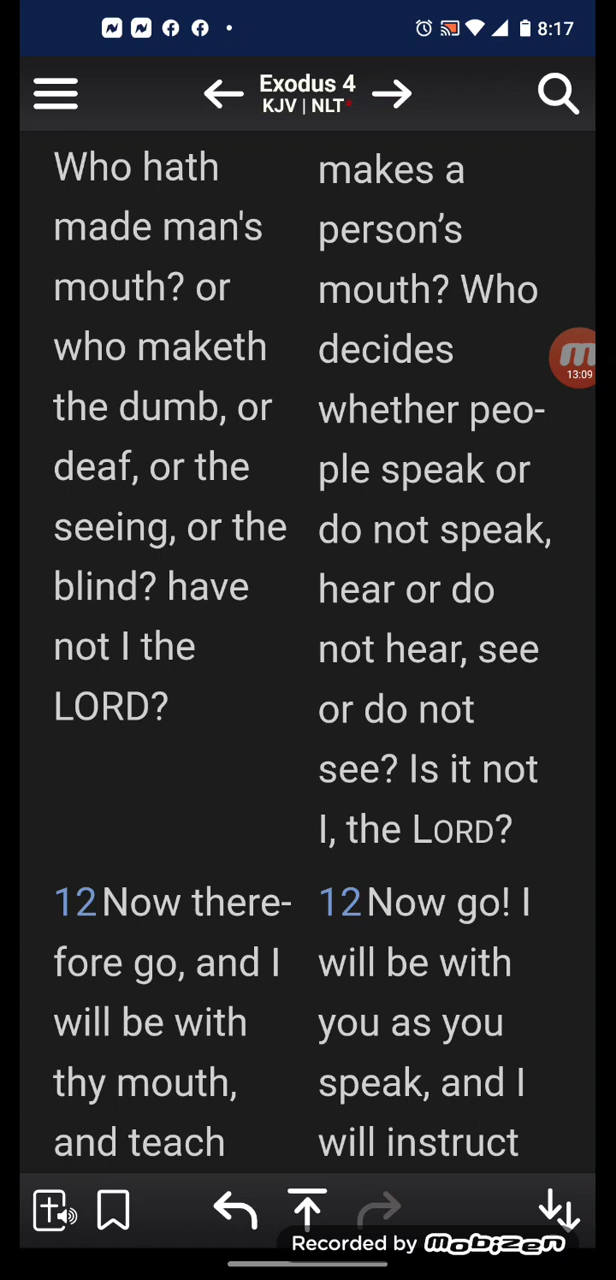 8:17
Exodus 4
KJV | NLT*
Who hath
made man's
mouth? or
who maketh
the dumb, or
deaf, or the
seeing, or the
blind? have
not I the
LORD?
makes a
person’s
mouth? Who
decides
whether peo-
ple speak or
do not speak,
hear or do
not hear, see
or do not
see? Is it not
I, the LORD?
13:09
12 Now there-
fore go, and I
will be with
thy mouth,
and teach
12 Now go! I
will be with
you as you
speak, and I
will instruct
Recorded by mobizen